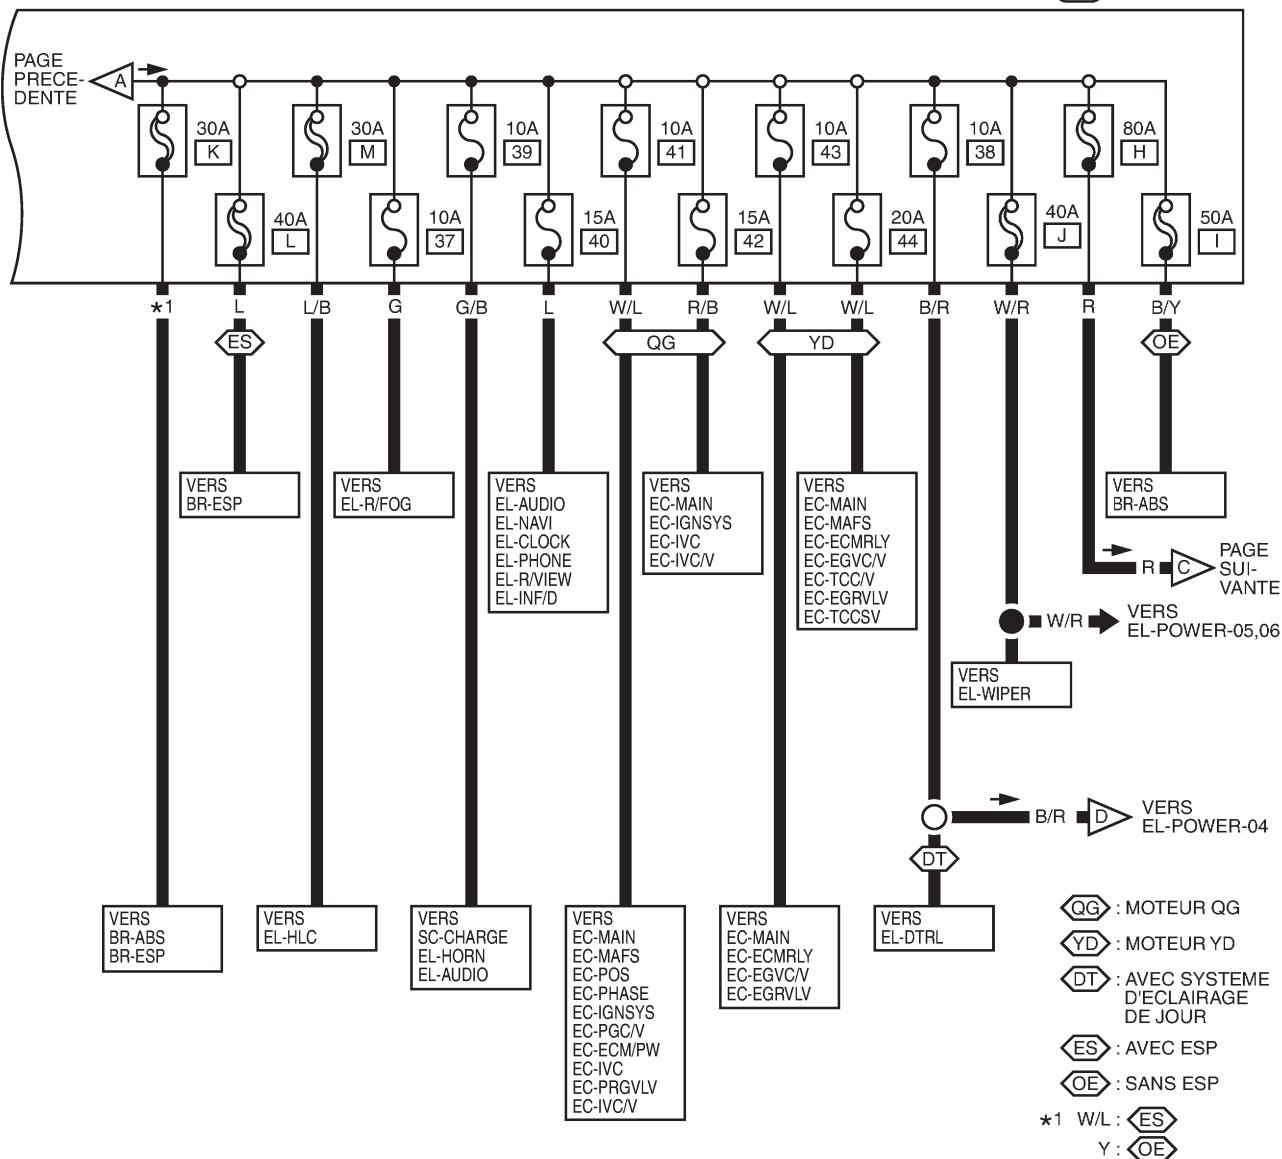 PAGE
PRECE-
DENTE
A
30A
K
30A
M
10A
39
10A
41
10A
43
10A
38
80A
H
40A
L
10A
37
15A
40
15A
42
20A
44
40A
J
50A
I
*1
L
L/B
G
G/B
L
W/L
R/B
W/L
W/L
B/R
W/R
R
B/Y
ES
QG
YD
OE
VERS
BR-ESP
VERS
EL-R/FOG
VERS
EL-AUDIO
EL-NAVI
EL-CLOCK
EL-PHONE
EL-R/VIEW
EL-INF/D
VERS
EC-MAIN
EC-IGNSYS
EC-IVC
EC-IVC/V
VERS
EC-MAIN
EC-MAFS
EC-ECMRLY
EC-EGVC/V
EC-TCC/V
EC-EGRVLV
EC-TCCSV
VERS
BR-ABS
R
C
PAGE
SUI-
VANTE
W/R
VERS
EL-POWER-05,06
VERS
EL-WIPER
B/R
D
VERS
EL-POWER-04
DT
VERS
BR-ABS
BR-ESP
VERS
EL-HLC
VERS
SC-CHARGE
EL-HORN
EL-AUDIO
VERS
EC-MAIN
EC-MAFS
EC-POS
EC-PHASE
EC-IGNSYS
EC-PGC/V
EC-ECM/PW
EC-IVC
EC-PRGVLV
EC-IVC/V
VERS
EC-MAIN
EC-ECMRLY
EC-EGVC/V
EC-EGRVLV
VERS
EL-DTRL
QG : MOTEUR QG
YD : MOTEUR YD
DT : AVEC SYSTEME
D'ECLAIRAGE
DE JOUR
ES : AVEC ESP
OE : SANS ESP
*1 W/L : ES
Y : OE